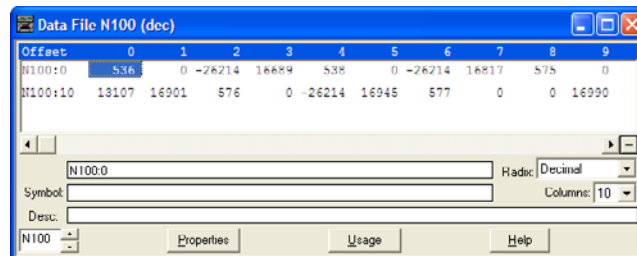 Data File N100 (dec)
Offset 0 1 2 3 4 5 6 7 8 9
N100:0 536 0 -26214 16689 538 0 -26214 16817 575 0
N100:10 13107 16901 576 0 -26214 16945 577 0 0 16990
N100:0 Radix: Decimal
Symbol: Columns: 10
Desc:
N100 Properties Usage Help